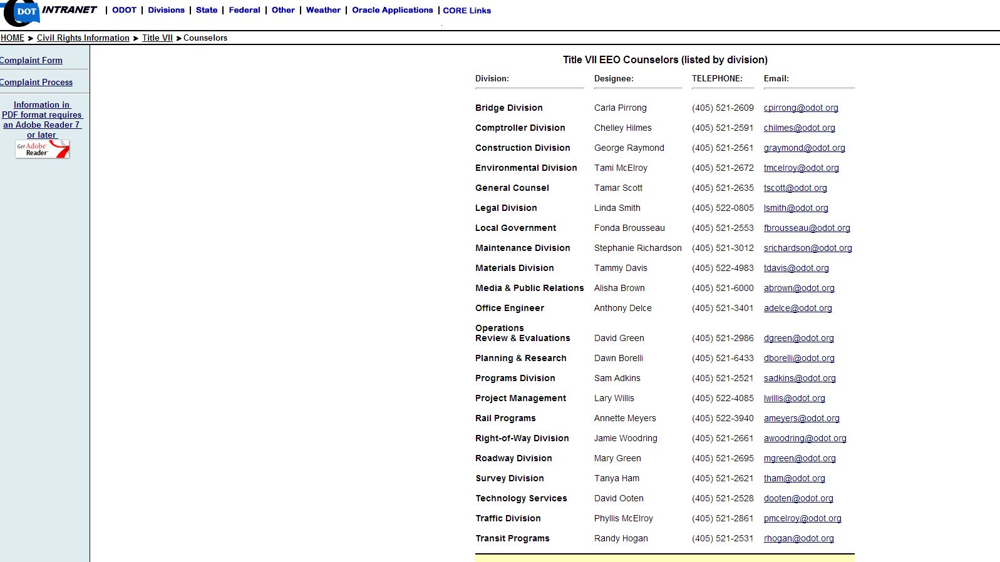 DOT INTRANET | ODOT | Divisions | State | Federal | Other | Weather | Oracle Applications | CORE Links
HOME > Civil Rights Information > Title VII > Counselors
Complaint Form
Complaint Process
Information in
PDF format requires
an Adobe Reader 7
or later
Get Adobe
Reader
Title VII EEO Counselors (listed by division)
Division: Designee: TELEPHONE: Email:
Bridge Division Carla Pirrong (405) 521-2609 cpirrong@odot.org
Comptroller Division Chelley Hilmes (405) 521-2591 chilmes@odot.org
Construction Division George Raymond (405) 521-2561 graymond@odot.org
Environmental Division Tami McElroy (405) 521-2672 tmcelroy@odot.org
General Counsel Tamar Scott (405) 521-2635 tscott@odot.org
Legal Division Linda Smith (405) 522-0805 lsmith@odot.org
Local Government Fonda Brousseau (405) 521-2553 fbrousseau@odot.org
Maintenance Division Stephanie Richardson (405) 521-3012 srichardson@odot.org
Materials Division Tammy Davis (405) 522-4983 tdavis@odot.org
Media & Public Relations Alisha Brown (405) 521-6000 abrown@odot.org
Office Engineer Anthony Delce (405) 521-3401 adelce@odot.org
Operations
Review & Evaluations David Green (405) 521-2986 dgreen@odot.org
Planning & Research Dawn Borelli (405) 521-6433 dborelli@odot.org
Programs Division Sam Adkins (405) 521-2521 sadkins@odot.org
Project Management Lary Willis (405) 522-4085 lwillis@odot.org
Rail Programs Annette Meyers (405) 522-3940 ameyers@odot.org
Right-of-Way Division Jamie Woodring (405) 521-2661 awoodring@odot.org
Roadway Division Mary Green (405) 521-2695 mgreen@odot.org
Survey Division Tanya Ham (405) 521-2621 tham@odot.org
Technology Services David Ooten (405) 521-2528 dooten@odot.org
Traffic Division Phyllis McElroy (405) 521-2861 pmcelroy@odot.org
Transit Programs Randy Hogan (405) 521-2531 rhogan@odot.org